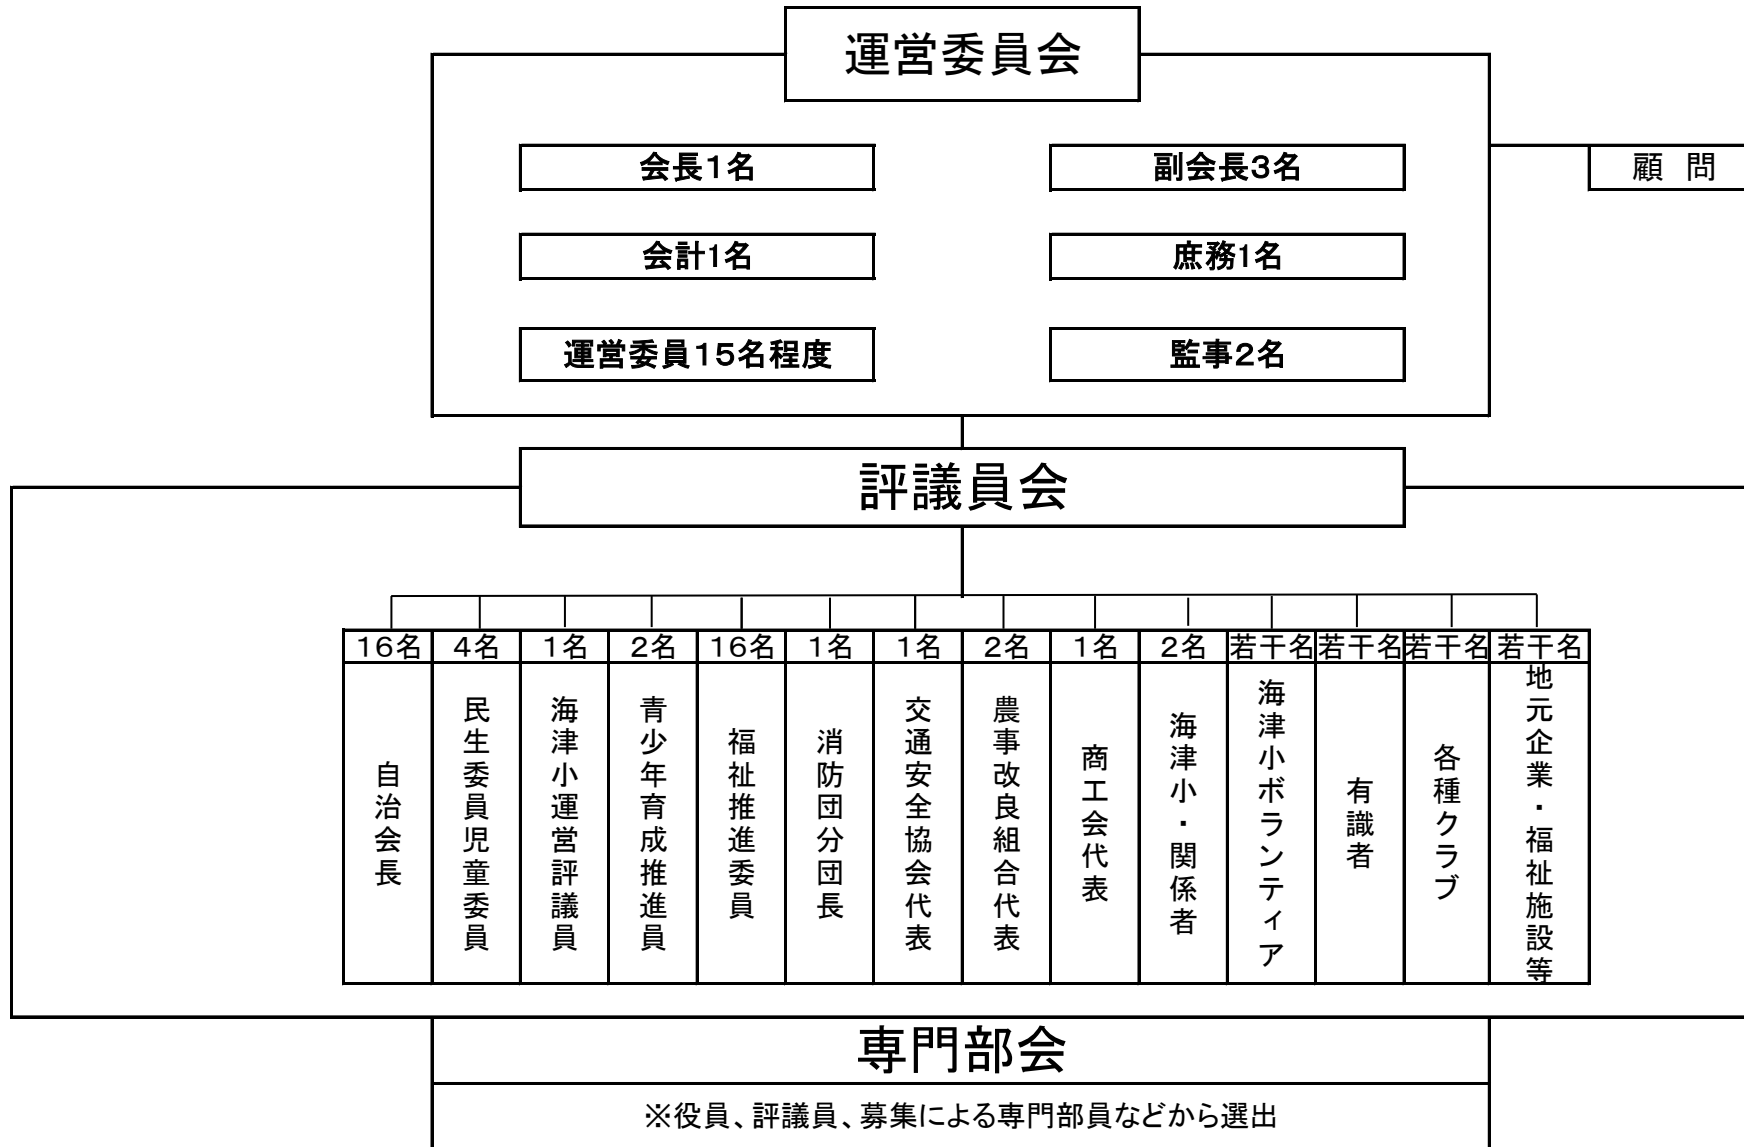 運営委員会
会長1名
副会長3名
顧 問
会計1名
庶務1名
運営委員15名程度
監事2名
評議員会
16名
4名
1名
2名
16名
1名
1名
2名
1名
2名
若干名
若干名
若干名
若干名
自治会長
民生委員児童委員
海津小運営評議員
青少年育成推進員
福祉推進委員
消防団分団長
交通安全協会代表
農事改良組合代表
商工会代表
海津小・関係者
海津小ボランティア
有識者
各種クラブ
地元企業・福祉施設等
専門部会
※役員、評議員、募集による専門部員などから選出